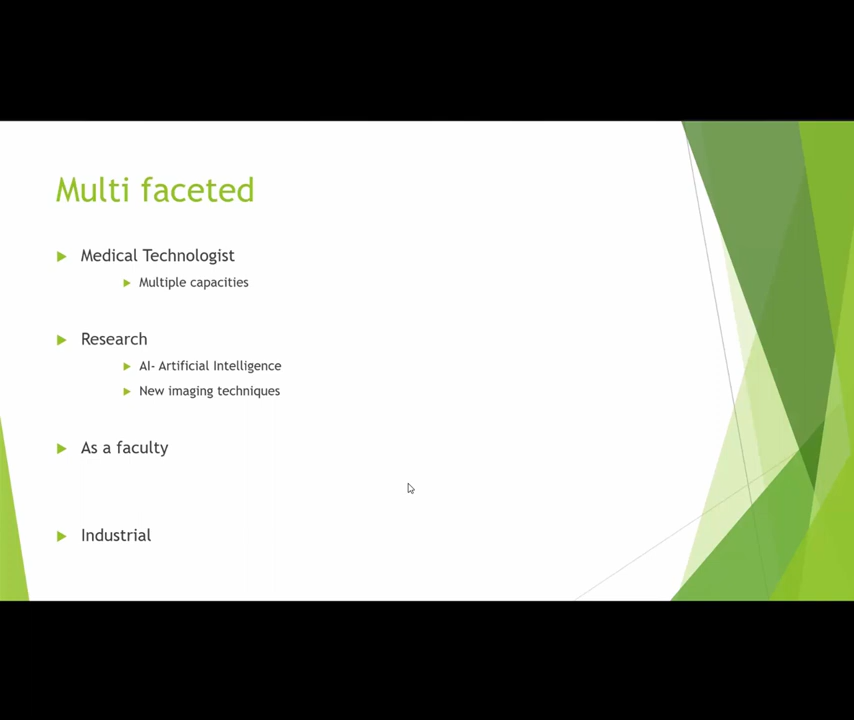 Multi faceted
Medical Technologist
Multiple capacities
Research
AI- Artificial Intelligence
New imaging techniques
As a faculty
Industrial